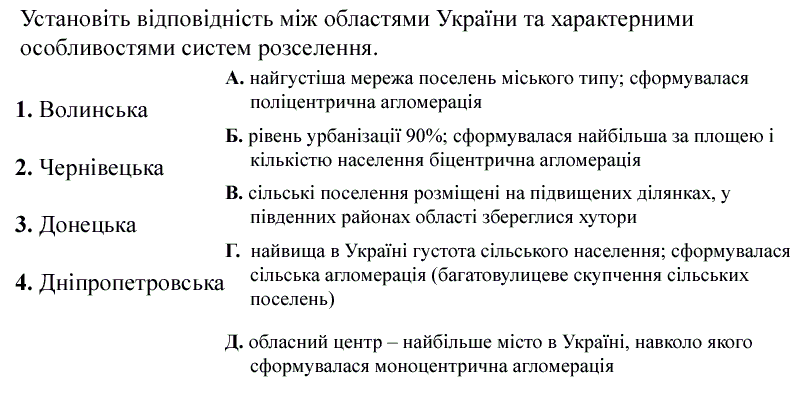 Установіть відповідність між областями України та характерними
особливостями систем розселення.
1. Волинська
2. Чернівецька
3. Донецька
4. Дніпропетровська
А. найгустіша мережа поселень міського типу; сформувалася
поліцентрична агломерація
Б. рівень урбанізації 90%; сформувалася найбільша за площею і
кількістю населення біцентрична агломерація
В. сільські поселення розміщені на підвищених ділянках, у
південних районах області збереглися хутори
Г. найвища в Україні густота сільського населення; сформувалася
сільська агломерація (багатовулицеве скупчення сільських
поселень)
Д. обласний центр – найбільше місто в Україні, навколо якого
сформувалася моноцентрична агломерація